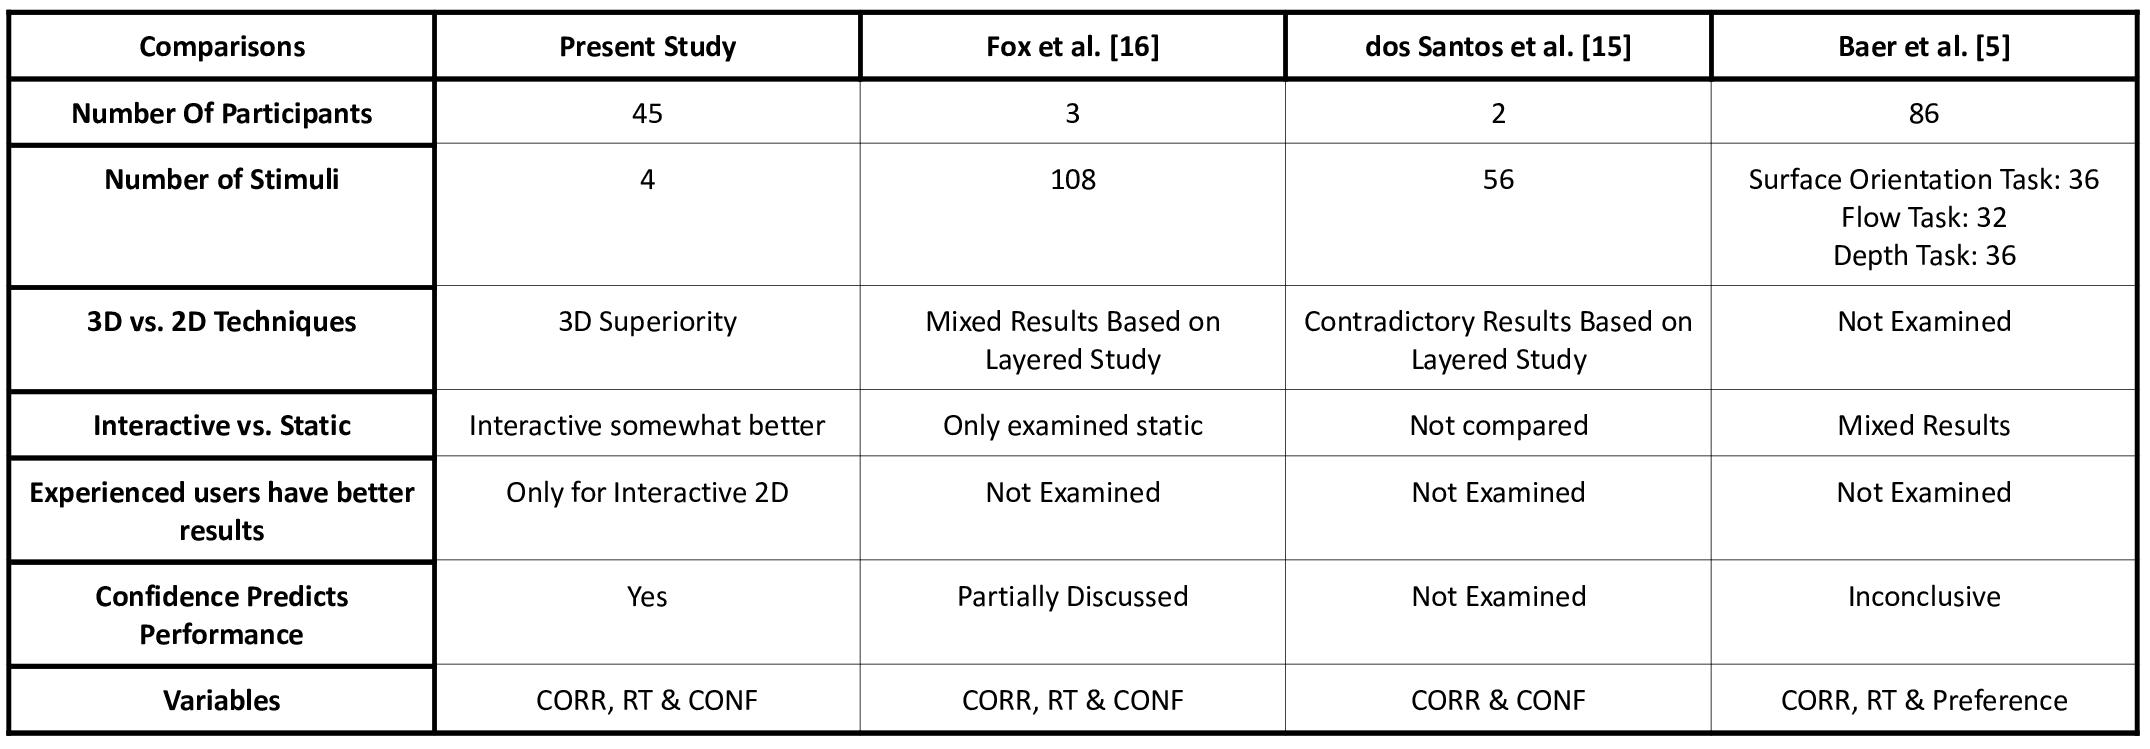 Comparisons Present Study Fox et al. [16] dos Santos et al. [15] Baer et al. [5]
Number Of Participants 45 3 2 86
Number of Stimuli 4 108 56 Surface Orientation Task: 36
Flow Task: 32
Depth Task: 36
3D vs. 2D Techniques 3D Superiority Mixed Results Based on Contradictory Results Based on Not Examined
Layered Study Layered Study
Interactive vs. Static Interactive somewhat better Only examined static Not compared Mixed Results
Experienced users have better Only for Interactive 2D Not Examined Not Examined Not Examined
results
Confidence Predicts Yes Partially Discussed Not Examined Inconclusive
Performance
Variables CORR, RT & CONF CORR, RT & CONF CORR & CONF CORR, RT & Preference